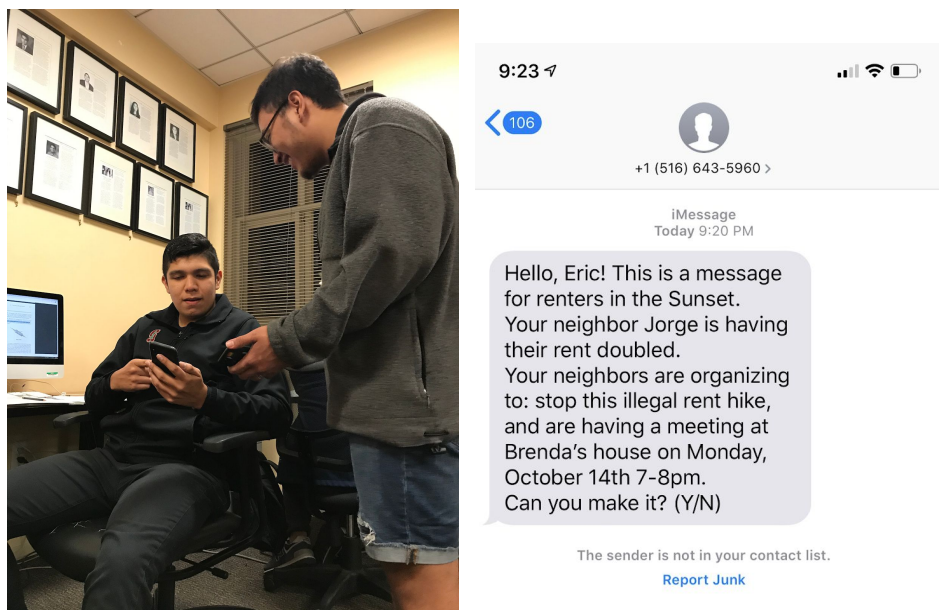 9:23
106
+1 (516) 643-5960
iMessage
Today 9:20 PM
Hello, Eric! This is a message
for renters in the Sunset.
Your neighbor Jorge is having
their rent doubled.
Your neighbors are organizing
to: stop this illegal rent hike,
and are having a meeting at
Brenda’s house on Monday,
October 14th 7-8pm.
Can you make it? (Y/N)
The sender is not in your contact list.
Report Junk